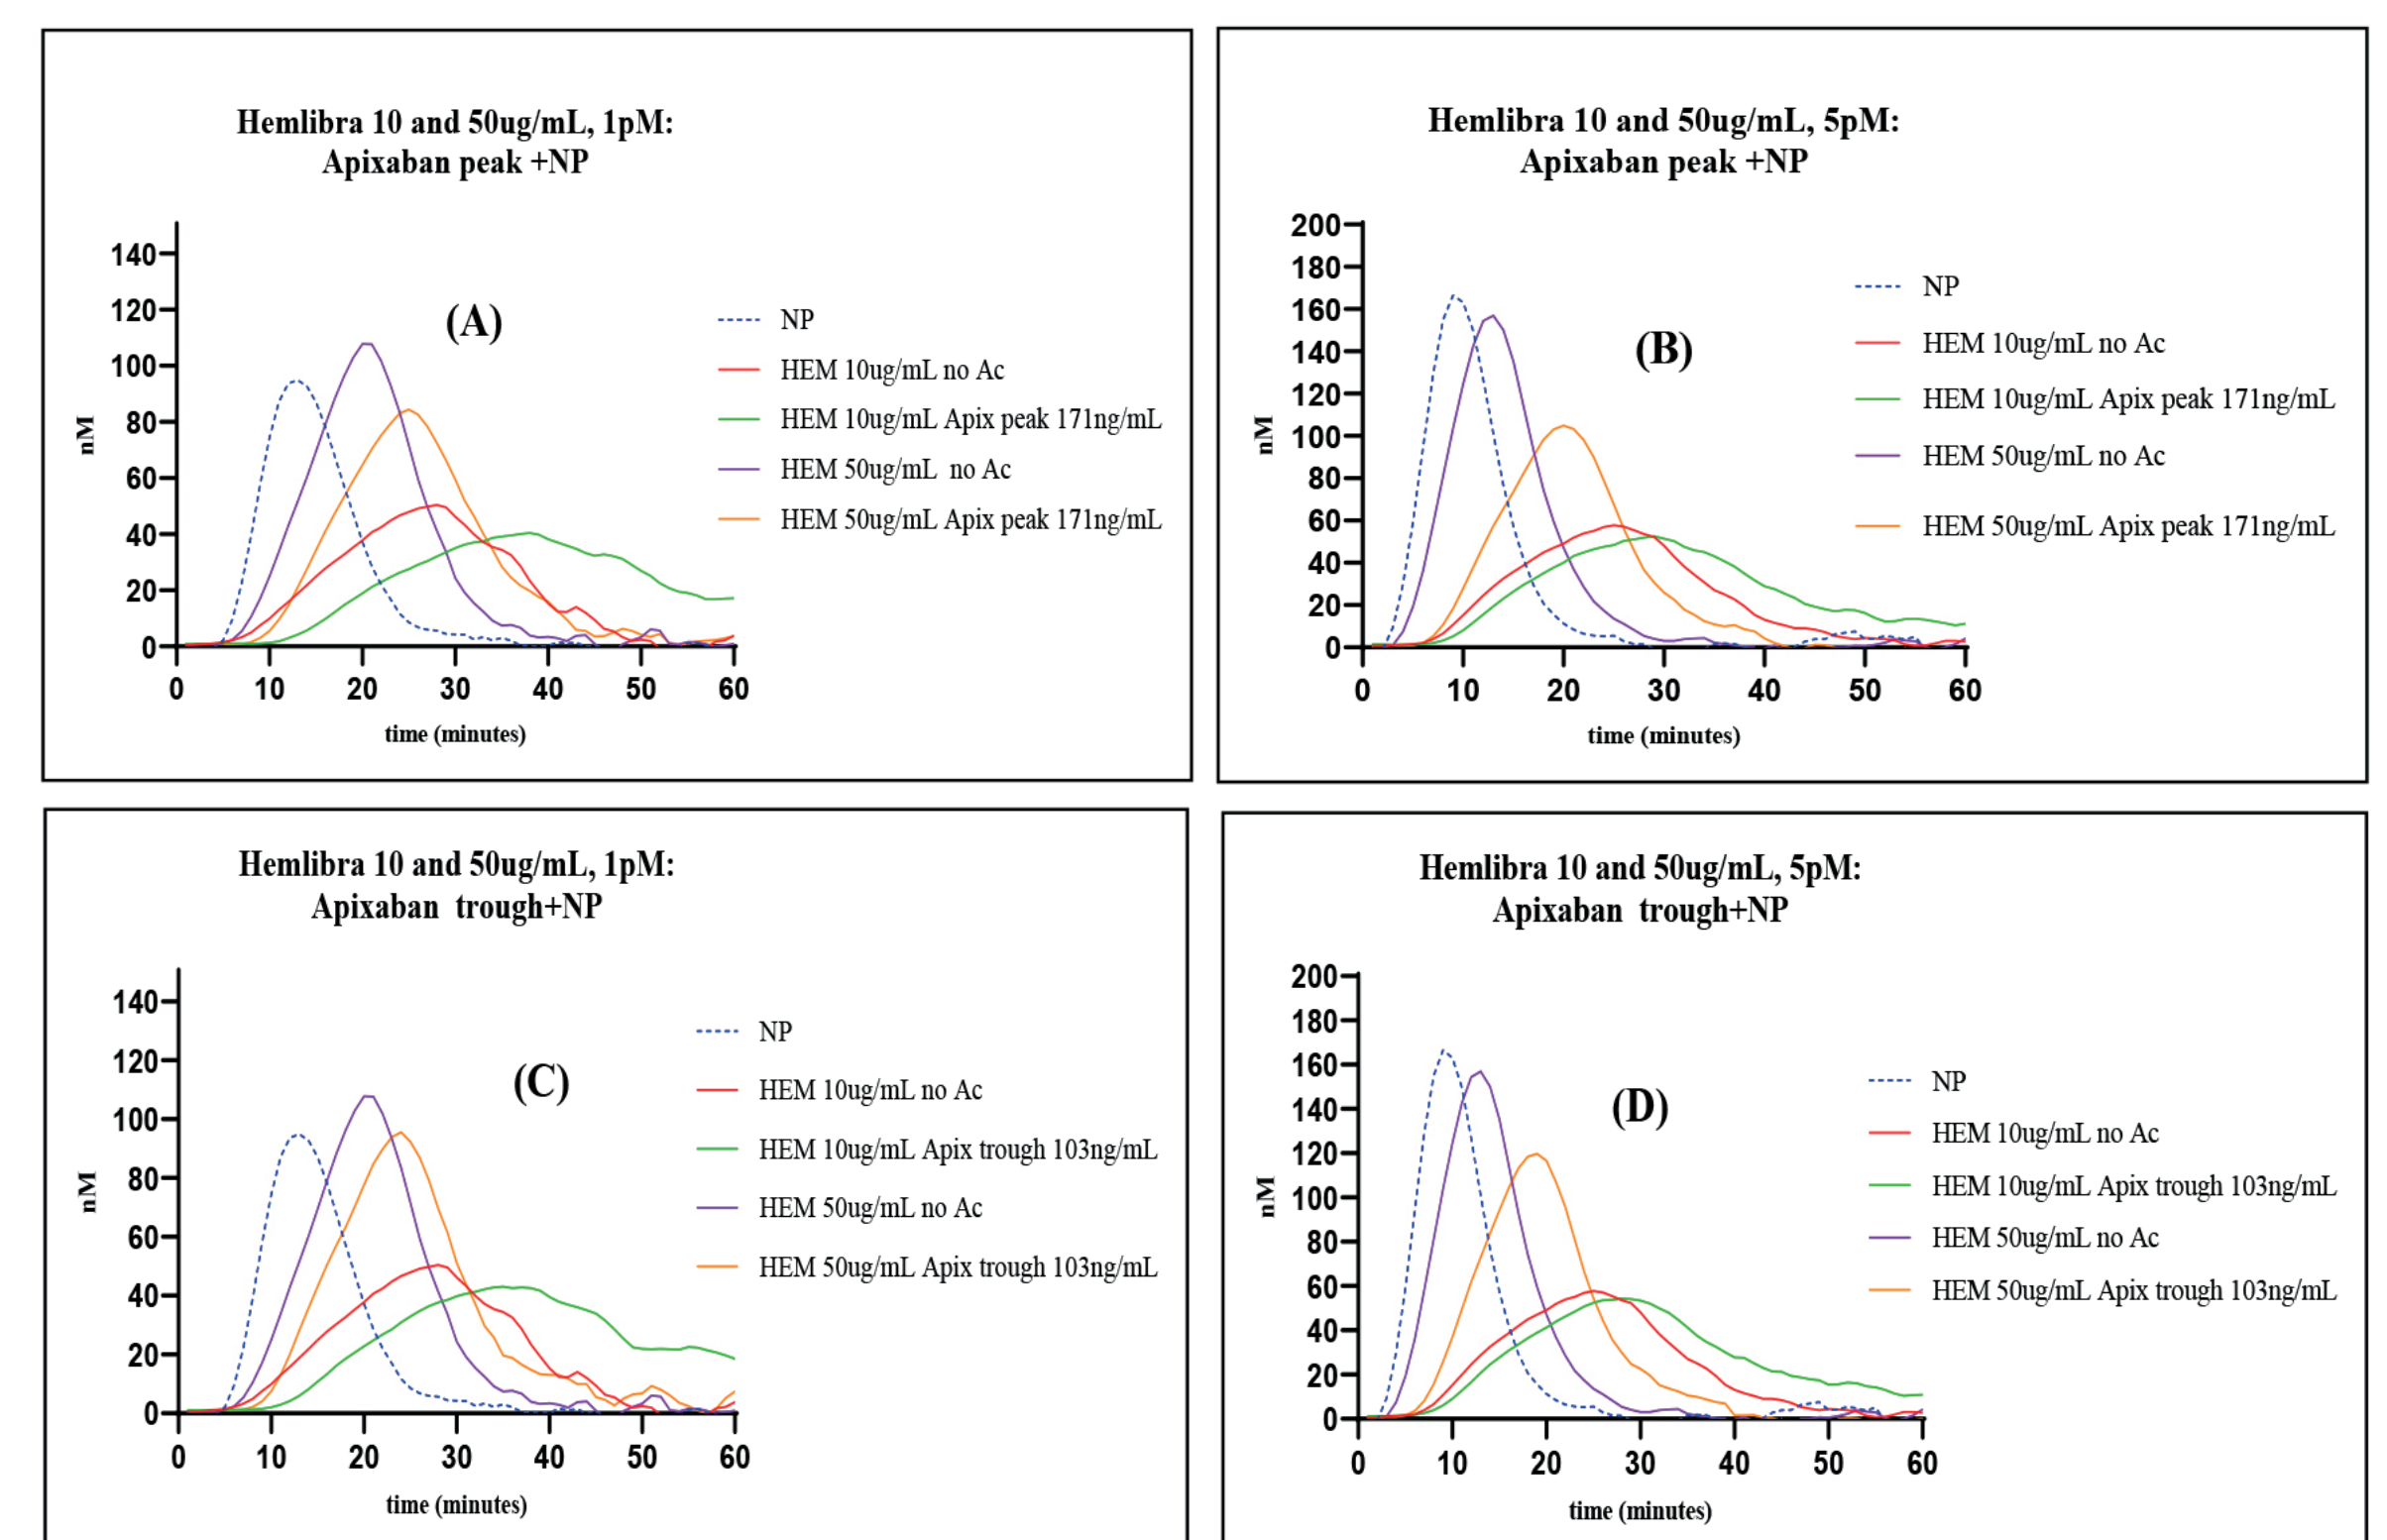 Hemlibra 10 and 50ug/mL, 1pM:
Apixaban peak +NP
140
120
100
80
60
40
20
0
nM
(A)
NP
HEM 10ug/mL no Ac
HEM 10ug/mL Apix peak 171ng/mL
HEM 50ug/mL no Ac
HEM 50ug/mL Apix peak 171ng/mL
0 10 20 30 40 50 60
time (minutes)
Hemlibra 10 and 50ug/mL, 5pM:
Apixaban peak +NP
200
180
160
140
120
100
80
60
40
20
0
nM
(B)
NP
HEM 10ug/mL no Ac
HEM 10ug/mL Apix peak 171ng/mL
HEM 50ug/mL no Ac
HEM 50ug/mL Apix peak 171ng/mL
0 10 20 30 40 50 60
time (minutes)
Hemlibra 10 and 50ug/mL, 1pM:
Apixaban trough+NP
140
120
100
80
60
40
20
0
nM
(C)
NP
HEM 10ug/mL no Ac
HEM 10ug/mL Apix trough 103ng/mL
HEM 50ug/mL no Ac
HEM 50ug/mL Apix trough 103ng/mL
0 10 20 30 40 50 60
time (minutes)
Hemlibra 10 and 50ug/mL, 5pM:
Apixaban trough+NP
200
180
160
140
120
100
80
60
40
20
0
nM
(D)
NP
HEM 10ug/mL no Ac
HEM 10ug/mL Apix trough 103ng/mL
HEM 50ug/mL no Ac
HEM 50ug/mL Apix trough 103ng/mL
0 10 20 30 40 50 60
time (minutes)